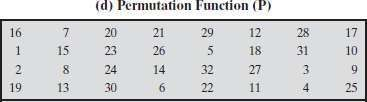 (d) Permutation Function (P)
16 7 20 21 29 12 28 17
1 15 23 26 5 18 31 10
2 8 24 14 32 27 3 9
19 13 30 6 22 11 4 25